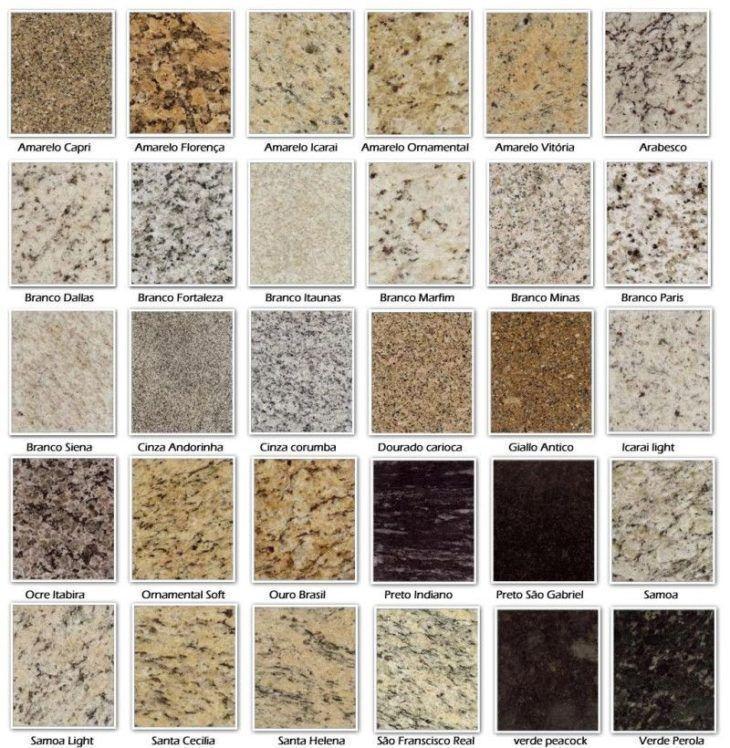 Amarelo Capri
Amarelo Florença
Amarelo Icarai
Amarelo Ornamental
Amarelo Vitória
Arabesco
Branco Dallas
Branco Fortaleza
Branco Itaunas
Branco Marfim
Branco Minas
Branco Paris
Branco Siena
Cinza Andorinha
Cinza corumba
Dourado carioca
Giallo Antico
Icarai light
Ocre Itabira
Ornamental Soft
Ouro Brasil
Preto Indiano
Preto São Gabriel
Samoa
Samoa Light
Santa Cecilia
Santa Helena
São Franscisco Real
verde peacock
Verde Perola